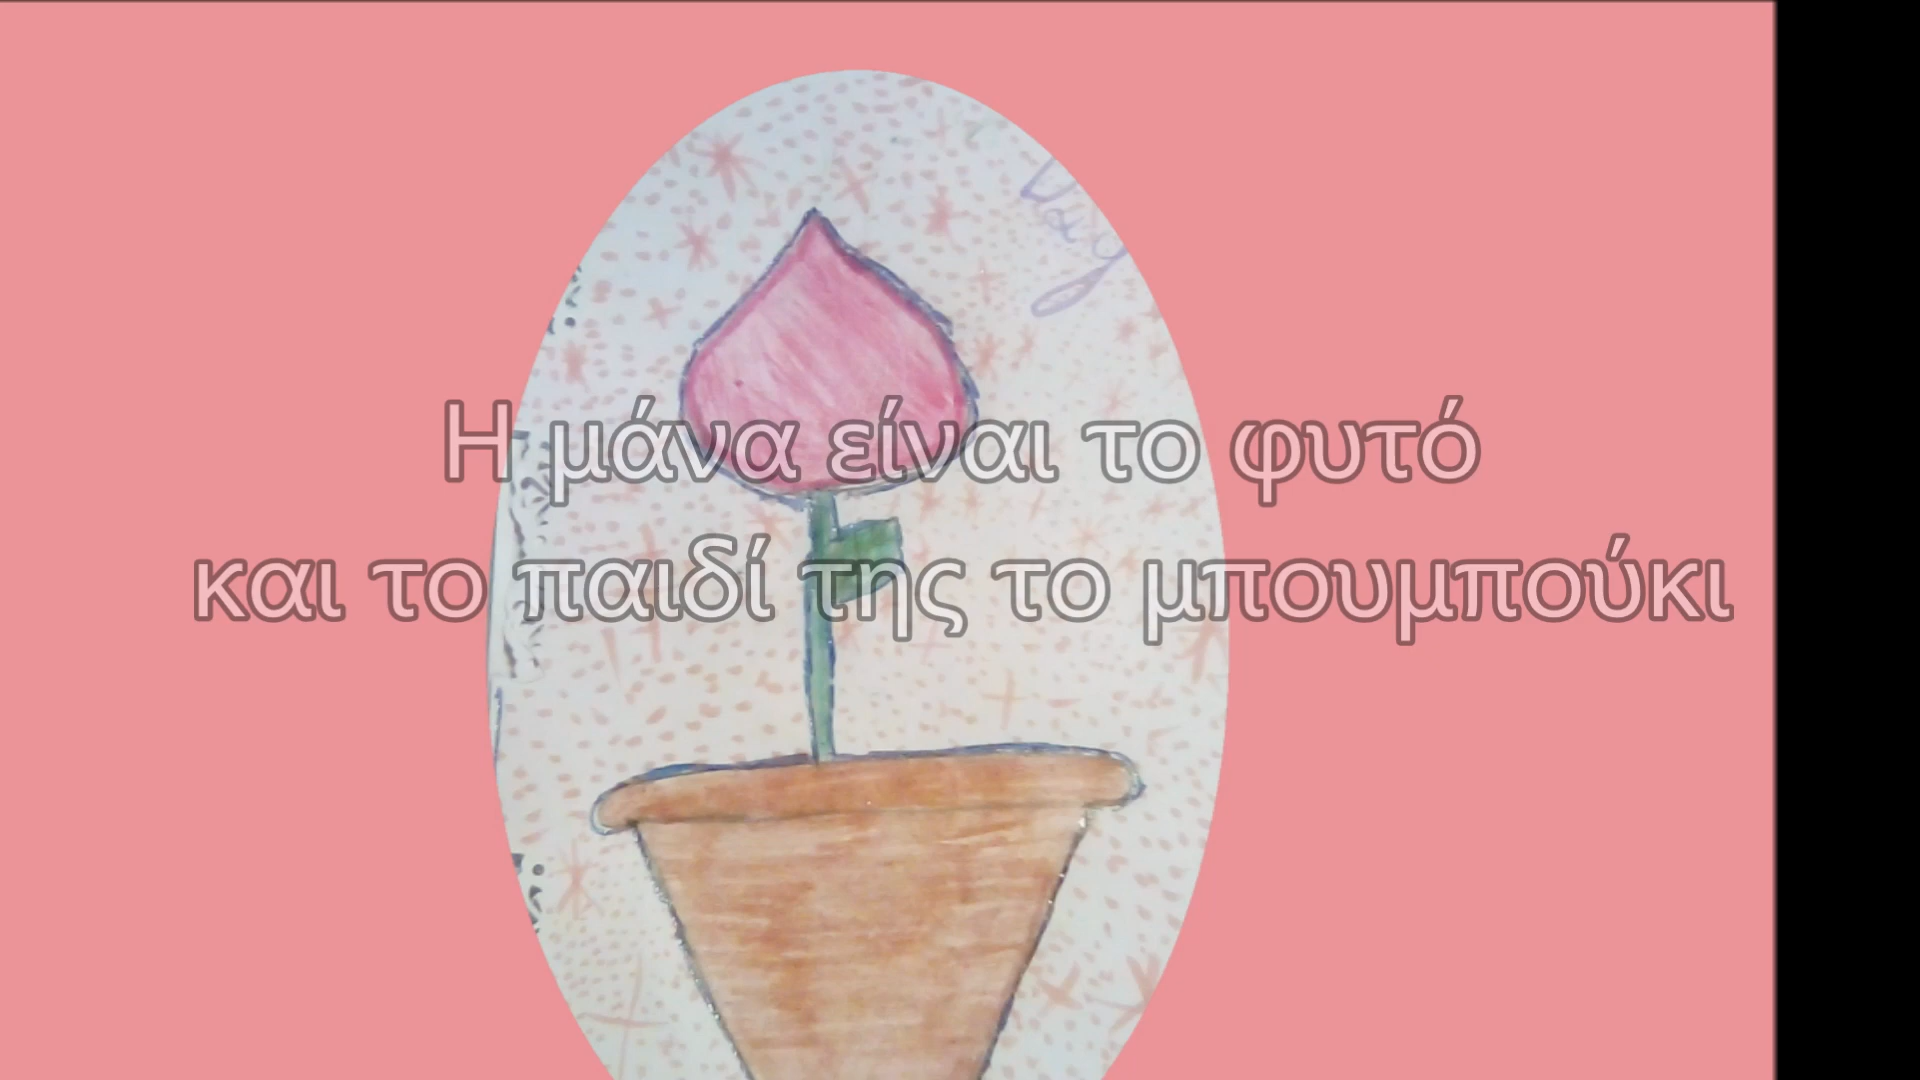 Η μάνα είναι το φυτό
και το παιδί της το μπουμπούκι